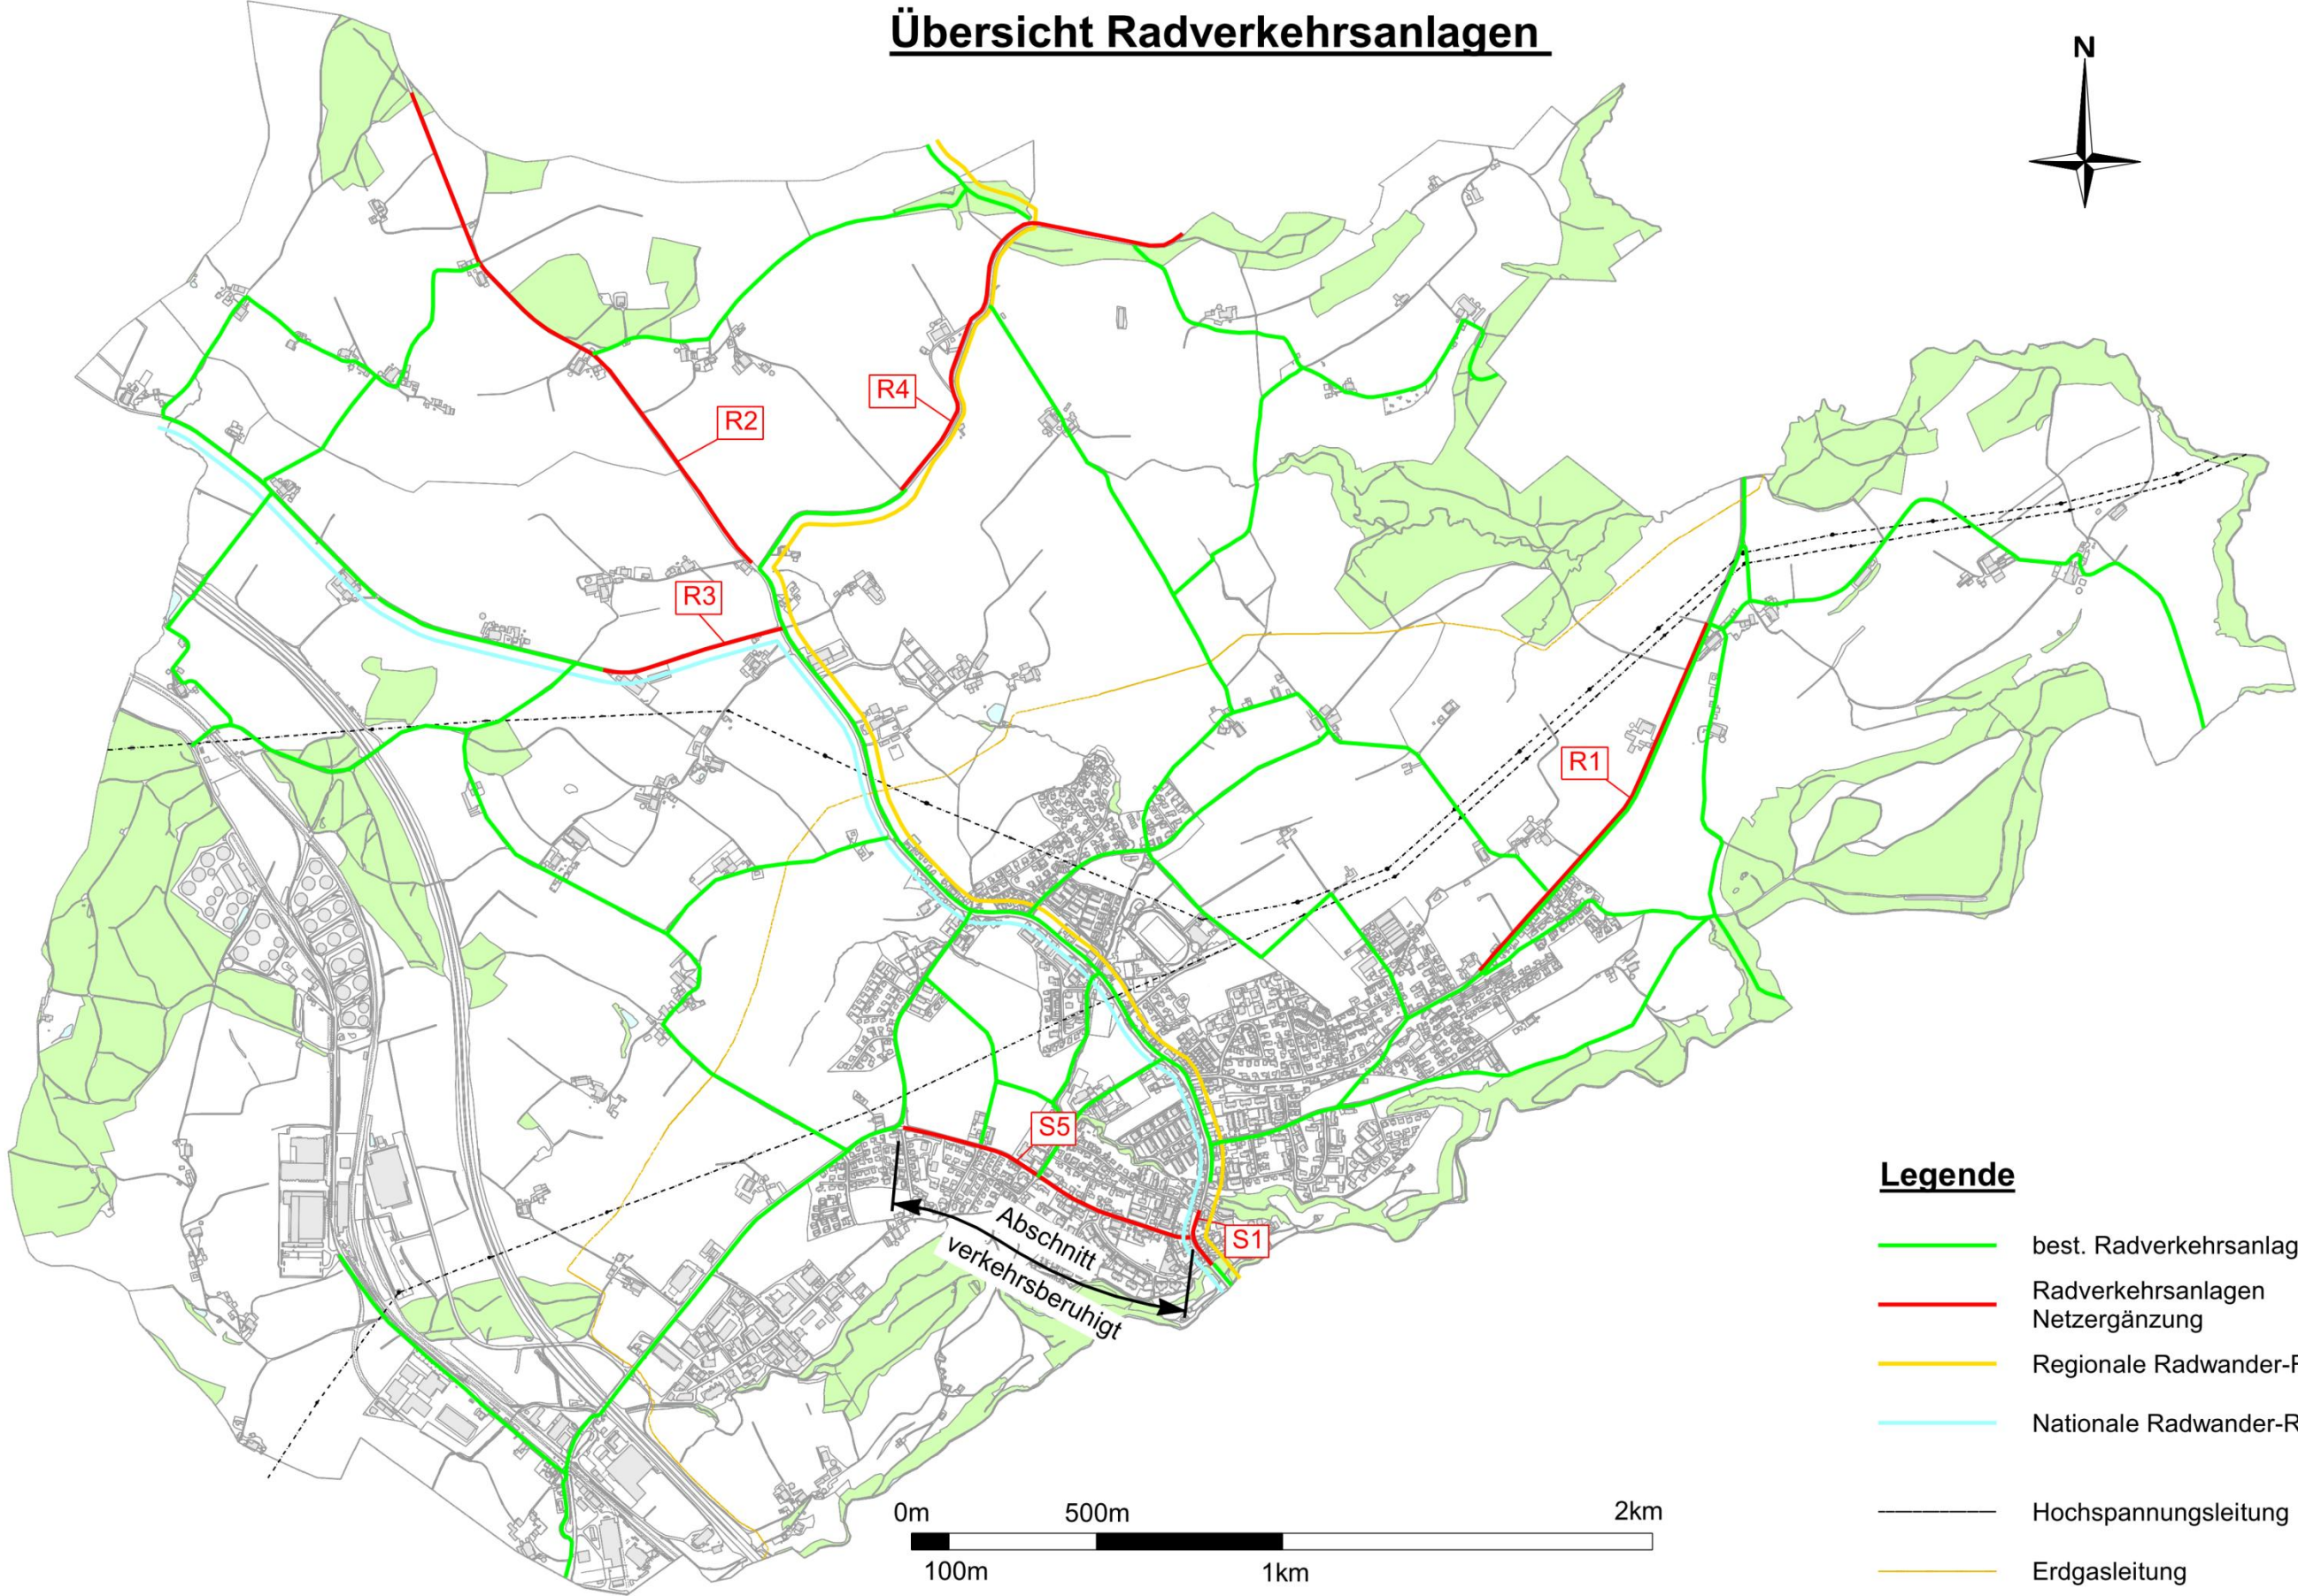 Übersicht Radverkehrsanlagen
N
R4
R2
R3
R1
S5
S1
Abschnitt
verkehrsberuhigt
Legende
best. Radverkehrsanlag
Radverkehrsanlagen
Netzergänzung
Regionale Radwander-R
Nationale Radwander-R
Hochspannungsleitung
Erdgasleitung
0m 500m 2km
100m 1km